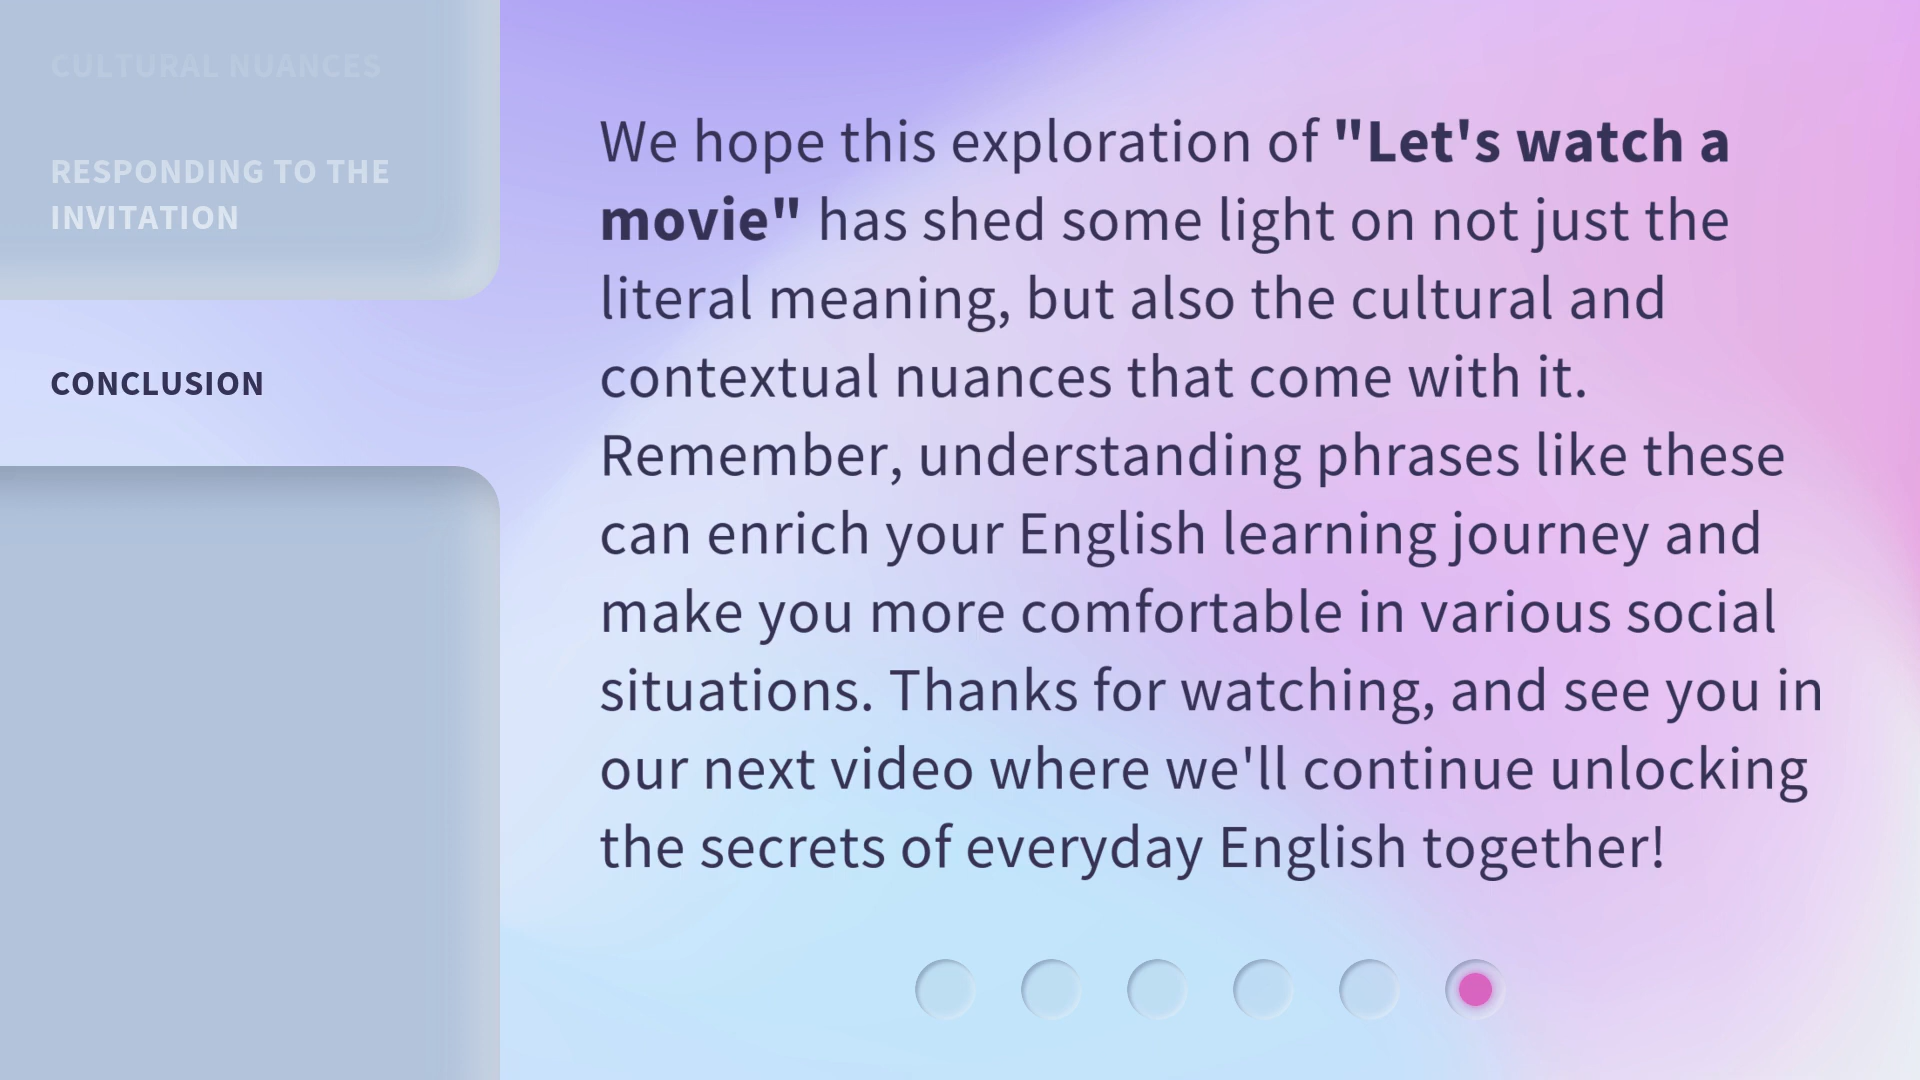 CULTURAL NUANCES
RESPONDING TO THE
INVITATION
CONCLUSION
We hope this exploration of "Let's watch a
movie" has shed some light on not just the
literal meaning, but also the cultural and
contextual nuances that come with it.
Remember, understanding phrases like these
can enrich your English learning journey and
make you more comfortable in various social
situations. Thanks for watching, and see you in
our next video where we'll continue unlocking
the secrets of everyday English together!